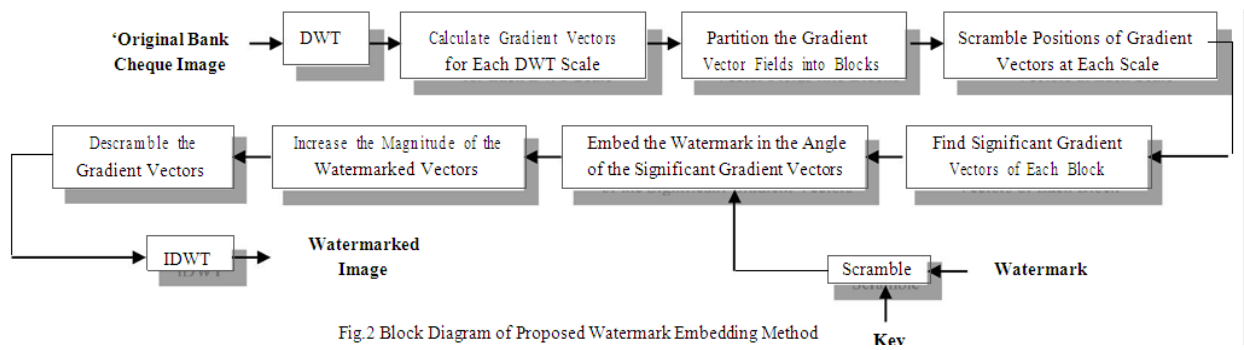 ‘Original Bank
Cheque Image
DWT
Calculate Gradient Vectors
for Each DWT Scale
Partition the Gradient
Vector Fields into Blocks
Scramble Positions of Gradient
Vectors at Each Scale
Descramble the
Gradient Vectors
Increase the Magnitude of the
Watermarked Vectors
Embed the Watermark in the Angle
of the Significant Gradient Vectors
Find Significant Gradient
Vectors of Each Block
IDWT
Watermarked
Image
Scramble
Watermark
Key
Fig.2 Block Diagram of Proposed Watermark Embedding Method